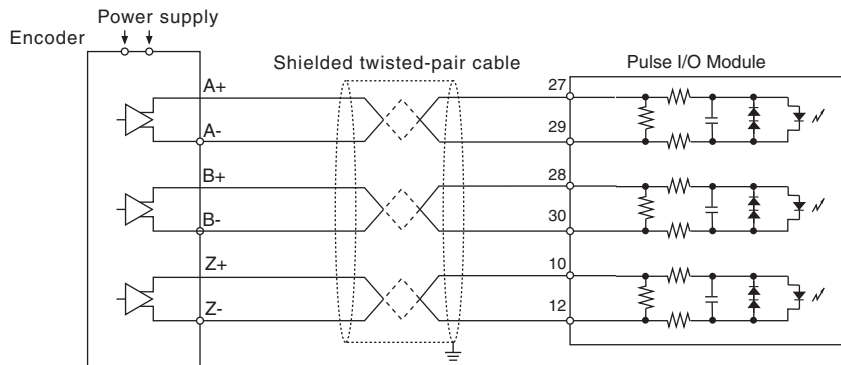 Power supply
Encoder
Shielded twisted-pair cable
Pulse I/O Module
A+
27
A-
29
B+
28
B-
30
Z+
10
Z-
12